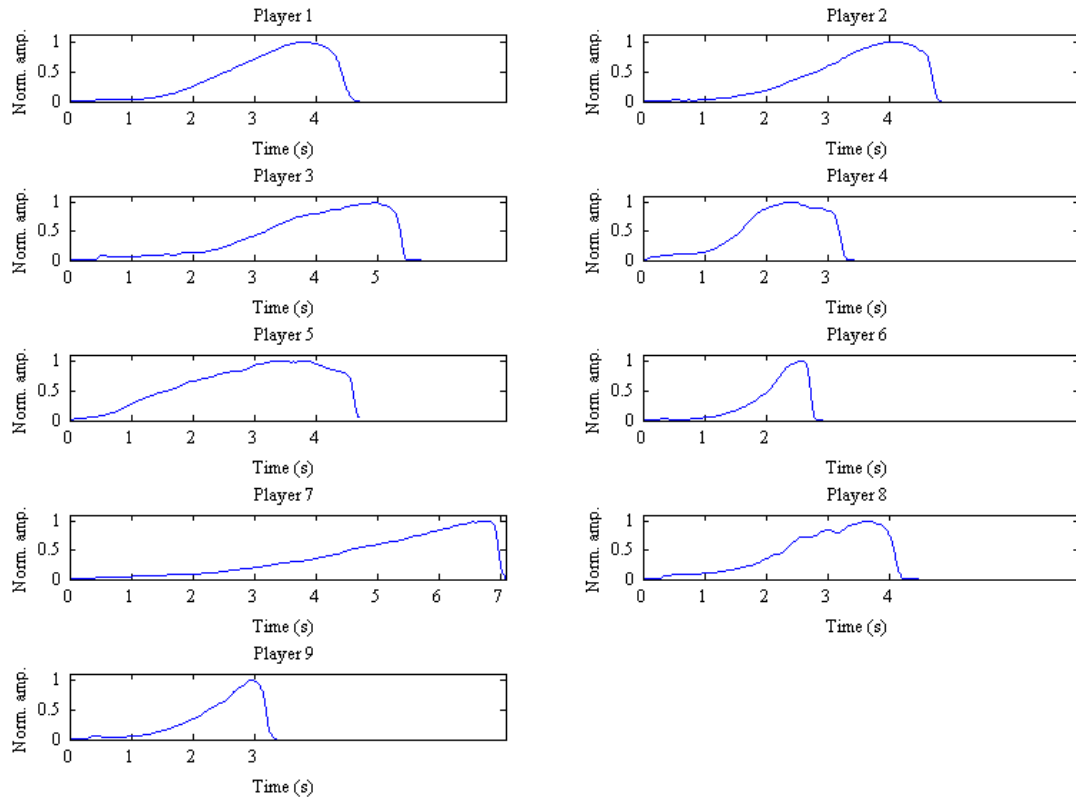 Player 1
Norm. amp.
1
0.5
0
0 1 2 3 4
Time (s)
Player 2
Norm. amp.
1
0.5
0
0 1 2 3 4
Time (s)
Player 3
Norm. amp.
1
0.5
0
0 1 2 3 4 5
Time (s)
Player 4
Norm. amp.
1
0.5
0
0 1 2 3
Time (s)
Player 5
Norm. amp.
1
0.5
0
0 1 2 3 4
Time (s)
Player 6
Norm. amp.
1
0.5
0
0 1 2
Time (s)
Player 7
Norm. amp.
1
0.5
0
0 1 2 3 4 5 6 7
Time (s)
Player 8
Norm. amp.
1
0.5
0
0 1 2 3 4
Time (s)
Player 9
Norm. amp.
1
0.5
0
0 1 2 3
Time (s)